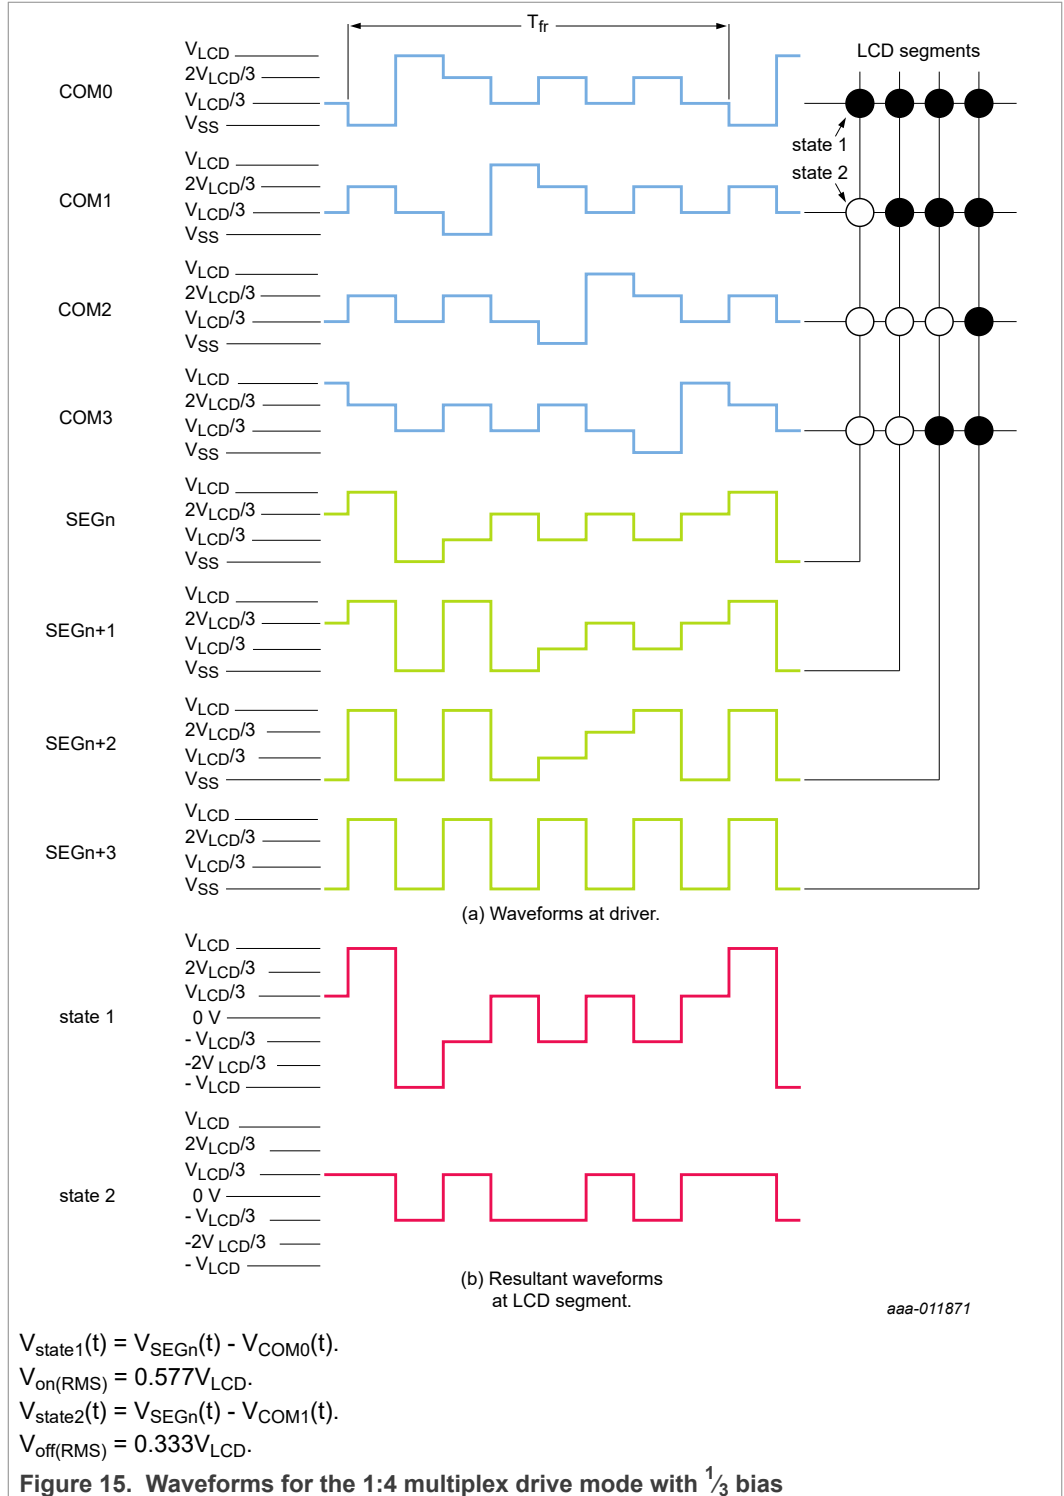 T_fr
LCD segments
COM0
V_LCD
2V_LCD/3
V_LCD/3
V_SS
state 1
state 2
COM1
V_LCD
2V_LCD/3
V_LCD/3
V_SS
COM2
V_LCD
2V_LCD/3
V_LCD/3
V_SS
COM3
V_LCD
2V_LCD/3
V_LCD/3
V_SS
SEGn
V_LCD
2V_LCD/3
V_LCD/3
V_SS
SEGn+1
V_LCD
2V_LCD/3
V_LCD/3
V_SS
SEGn+2
V_LCD
2V_LCD/3
V_LCD/3
V_SS
SEGn+3
V_LCD
2V_LCD/3
V_LCD/3
V_SS
(a) Waveforms at driver.
state 1
V_LCD
2V_LCD/3
V_LCD/3
0 V
- V_LCD/3
-2V_LCD/3
- V_LCD
state 2
V_LCD
2V_LCD/3
V_LCD/3
0 V
- V_LCD/3
-2V_LCD/3
- V_LCD
(b) Resultant waveforms
at LCD segment.
aaa-011871
V_state1(t) = V_SEGn(t) - V_COM0(t).
V_on(RMS) = 0.577V_LCD.
V_state2(t) = V_SEGn(t) - V_COM1(t).
V_off(RMS) = 0.333V_LCD.
Figure 15. Waveforms for the 1:4 multiplex drive mode with 1⁄3 bias